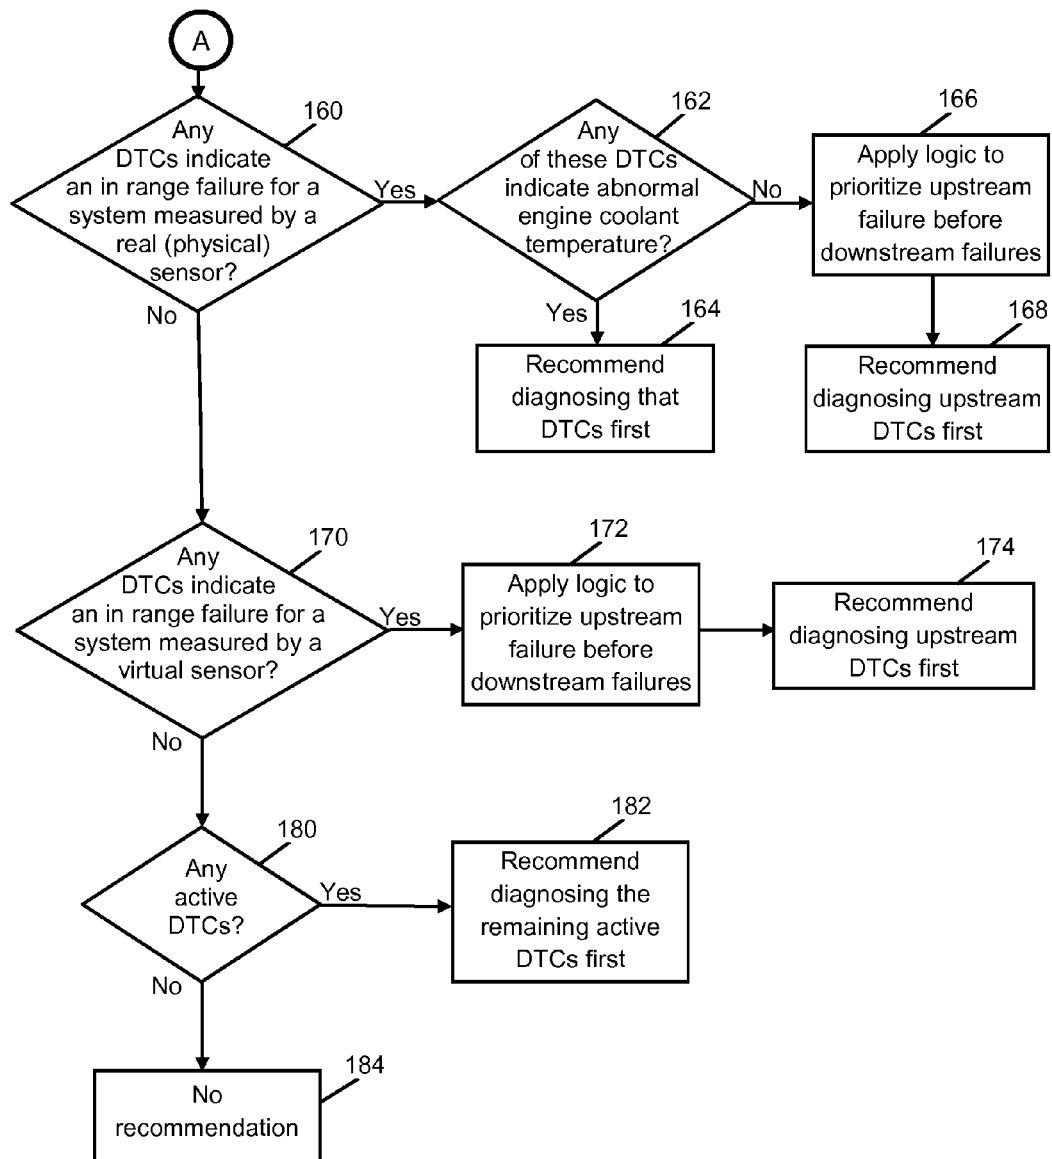 A
160
Any
DTCs indicate
an in range failure for a
system measured by a
real (physical)
sensor?
Yes
No
162
Any
of these DTCs
indicate abnormal
engine coolant
temperature?
No
Yes
166
Apply logic to
prioritize upstream
failure before
downstream failures
164
Recommend
diagnosing that
DTCs first
168
Recommend
diagnosing upstream
DTCs first
170
Any
DTCs indicate
an in range failure for a
system measured by a
virtual sensor?
Yes
No
172
Apply logic to
prioritize upstream
failure before
downstream failures
174
Recommend
diagnosing upstream
DTCs first
180
Any
active
DTCs?
Yes
No
182
Recommend
diagnosing the
remaining active
DTCs first
184
No
recommendation